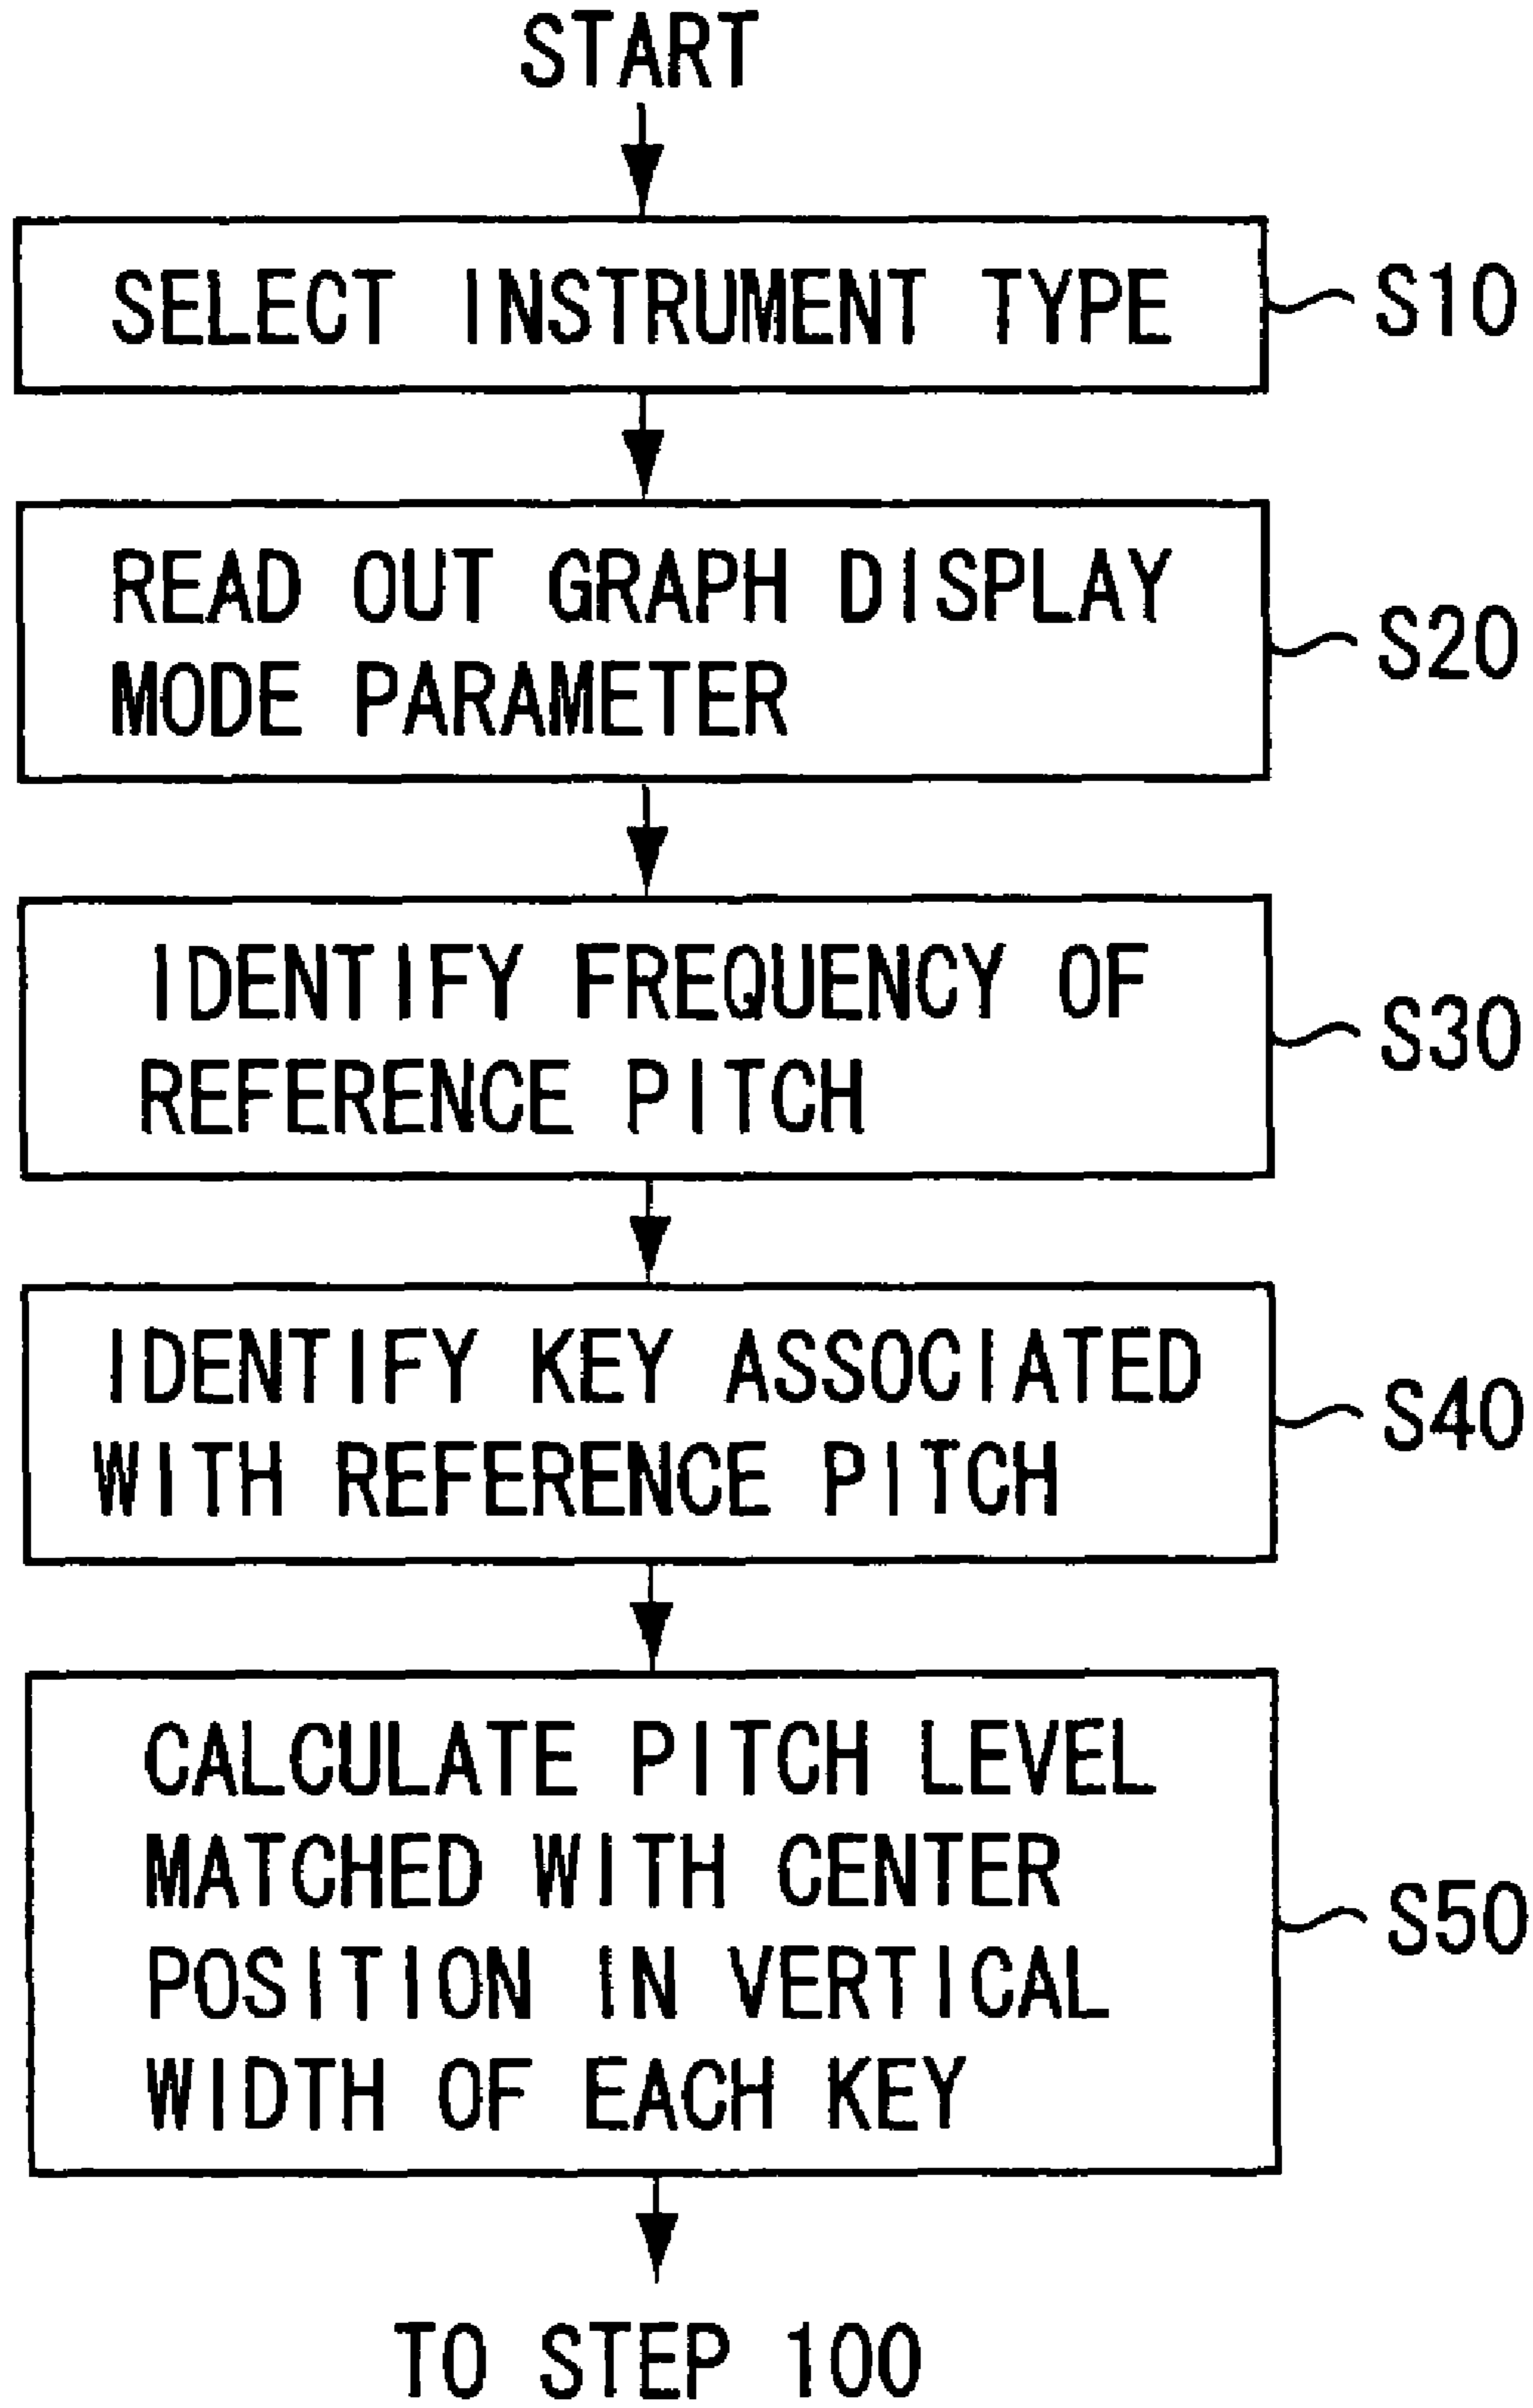 START
SELECT INSTRUMENT TYPE
S10
READ OUT GRAPH DISPLAY
MODE PARAMETER
S20
IDENTIFY FREQUENCY OF
REFERENCE PITCH
S30
IDENTIFY KEY ASSOCIATED
WITH REFERENCE PITCH
S40
CALCULATE PITCH LEVEL
MATCHED WITH CENTER
POSITION IN VERTICAL
WIDTH OF EACH KEY
S50
TO STEP 100